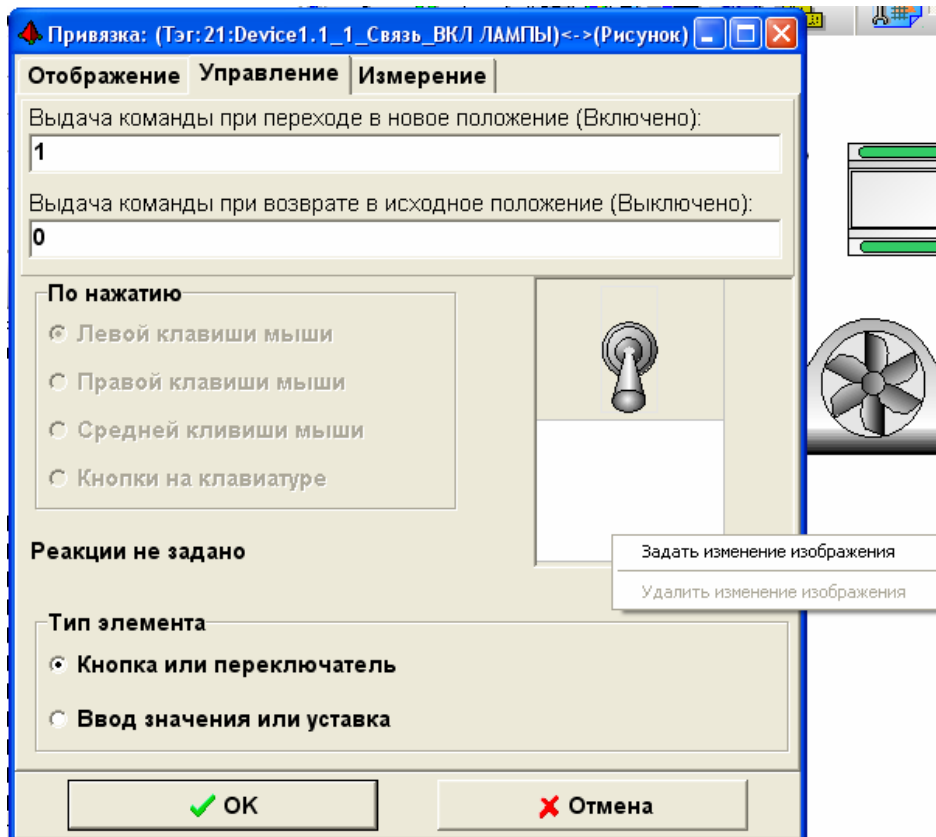 Привязка: (Тэг:21:Device1.1_1_Связь_ВКЛ ЛАМПЫ)<->(Рисунок)
Отображение Управление Измерение
Выдача команды при переходе в новое положение (Включено):
1
Выдача команды при возврате в исходное положение (Выключено):
0
По нажатию
Левой клавиши мыши
Правой клавиши мыши
Средней кливиши мыши
Кнопки на клавиатуре
Реакции не задано
Задать изменение изображения
Удалить изменение изображения
Тип элемента
Кнопка или переключатель
Ввод значения или уставка
OK Отмена